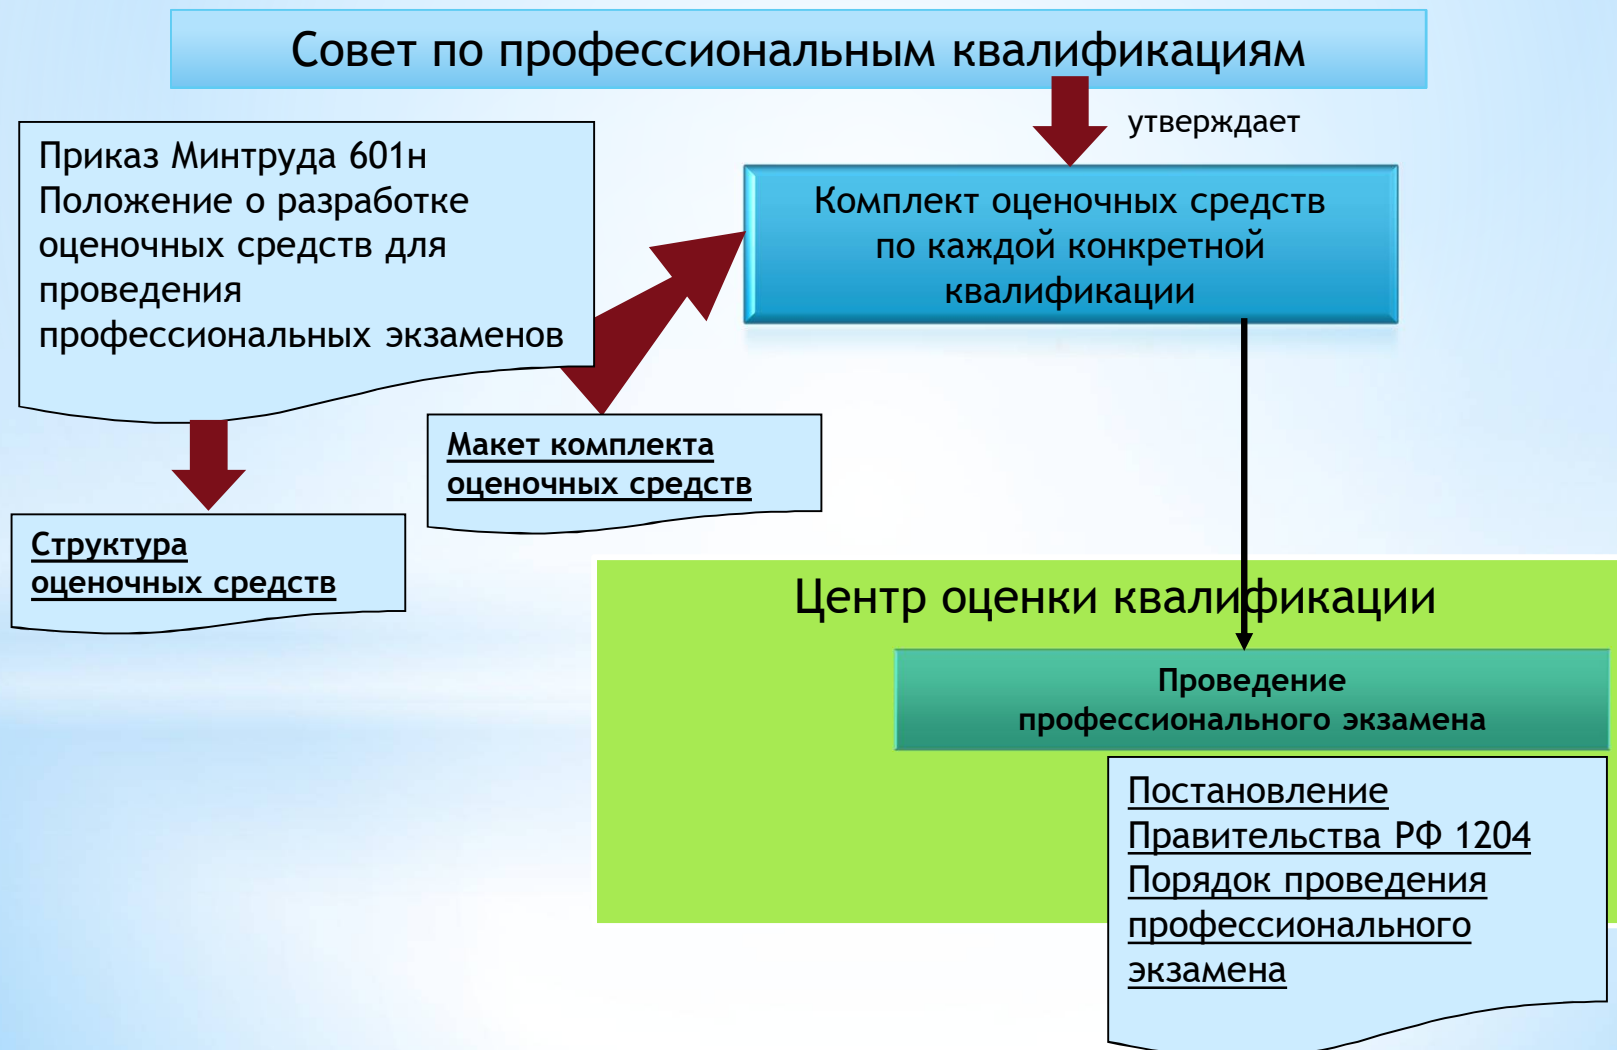 Совет по профессиональным квалификациям
утверждает
Приказ Минтруда 601н
Положение о разработке
оценочных средств для
проведения
профессиональных экзаменов
Комплект оценочных средств
по каждой конкретной
квалификации
Макет комплекта
оценочных средств
Структура
оценочных средств
Центр оценки квалификации
Проведение
профессионального экзамена
Постановление
Правительства РФ 1204
Порядок проведения
профессионального
экзамена